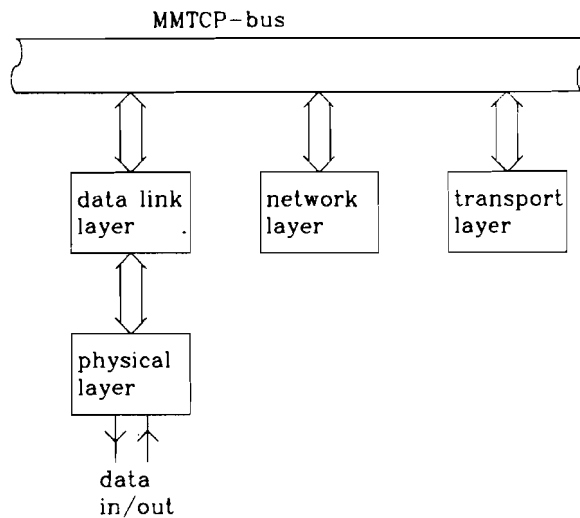 MMTCP-bus
data link
layer
network
layer
transport
layer
physical
layer
data
in/out